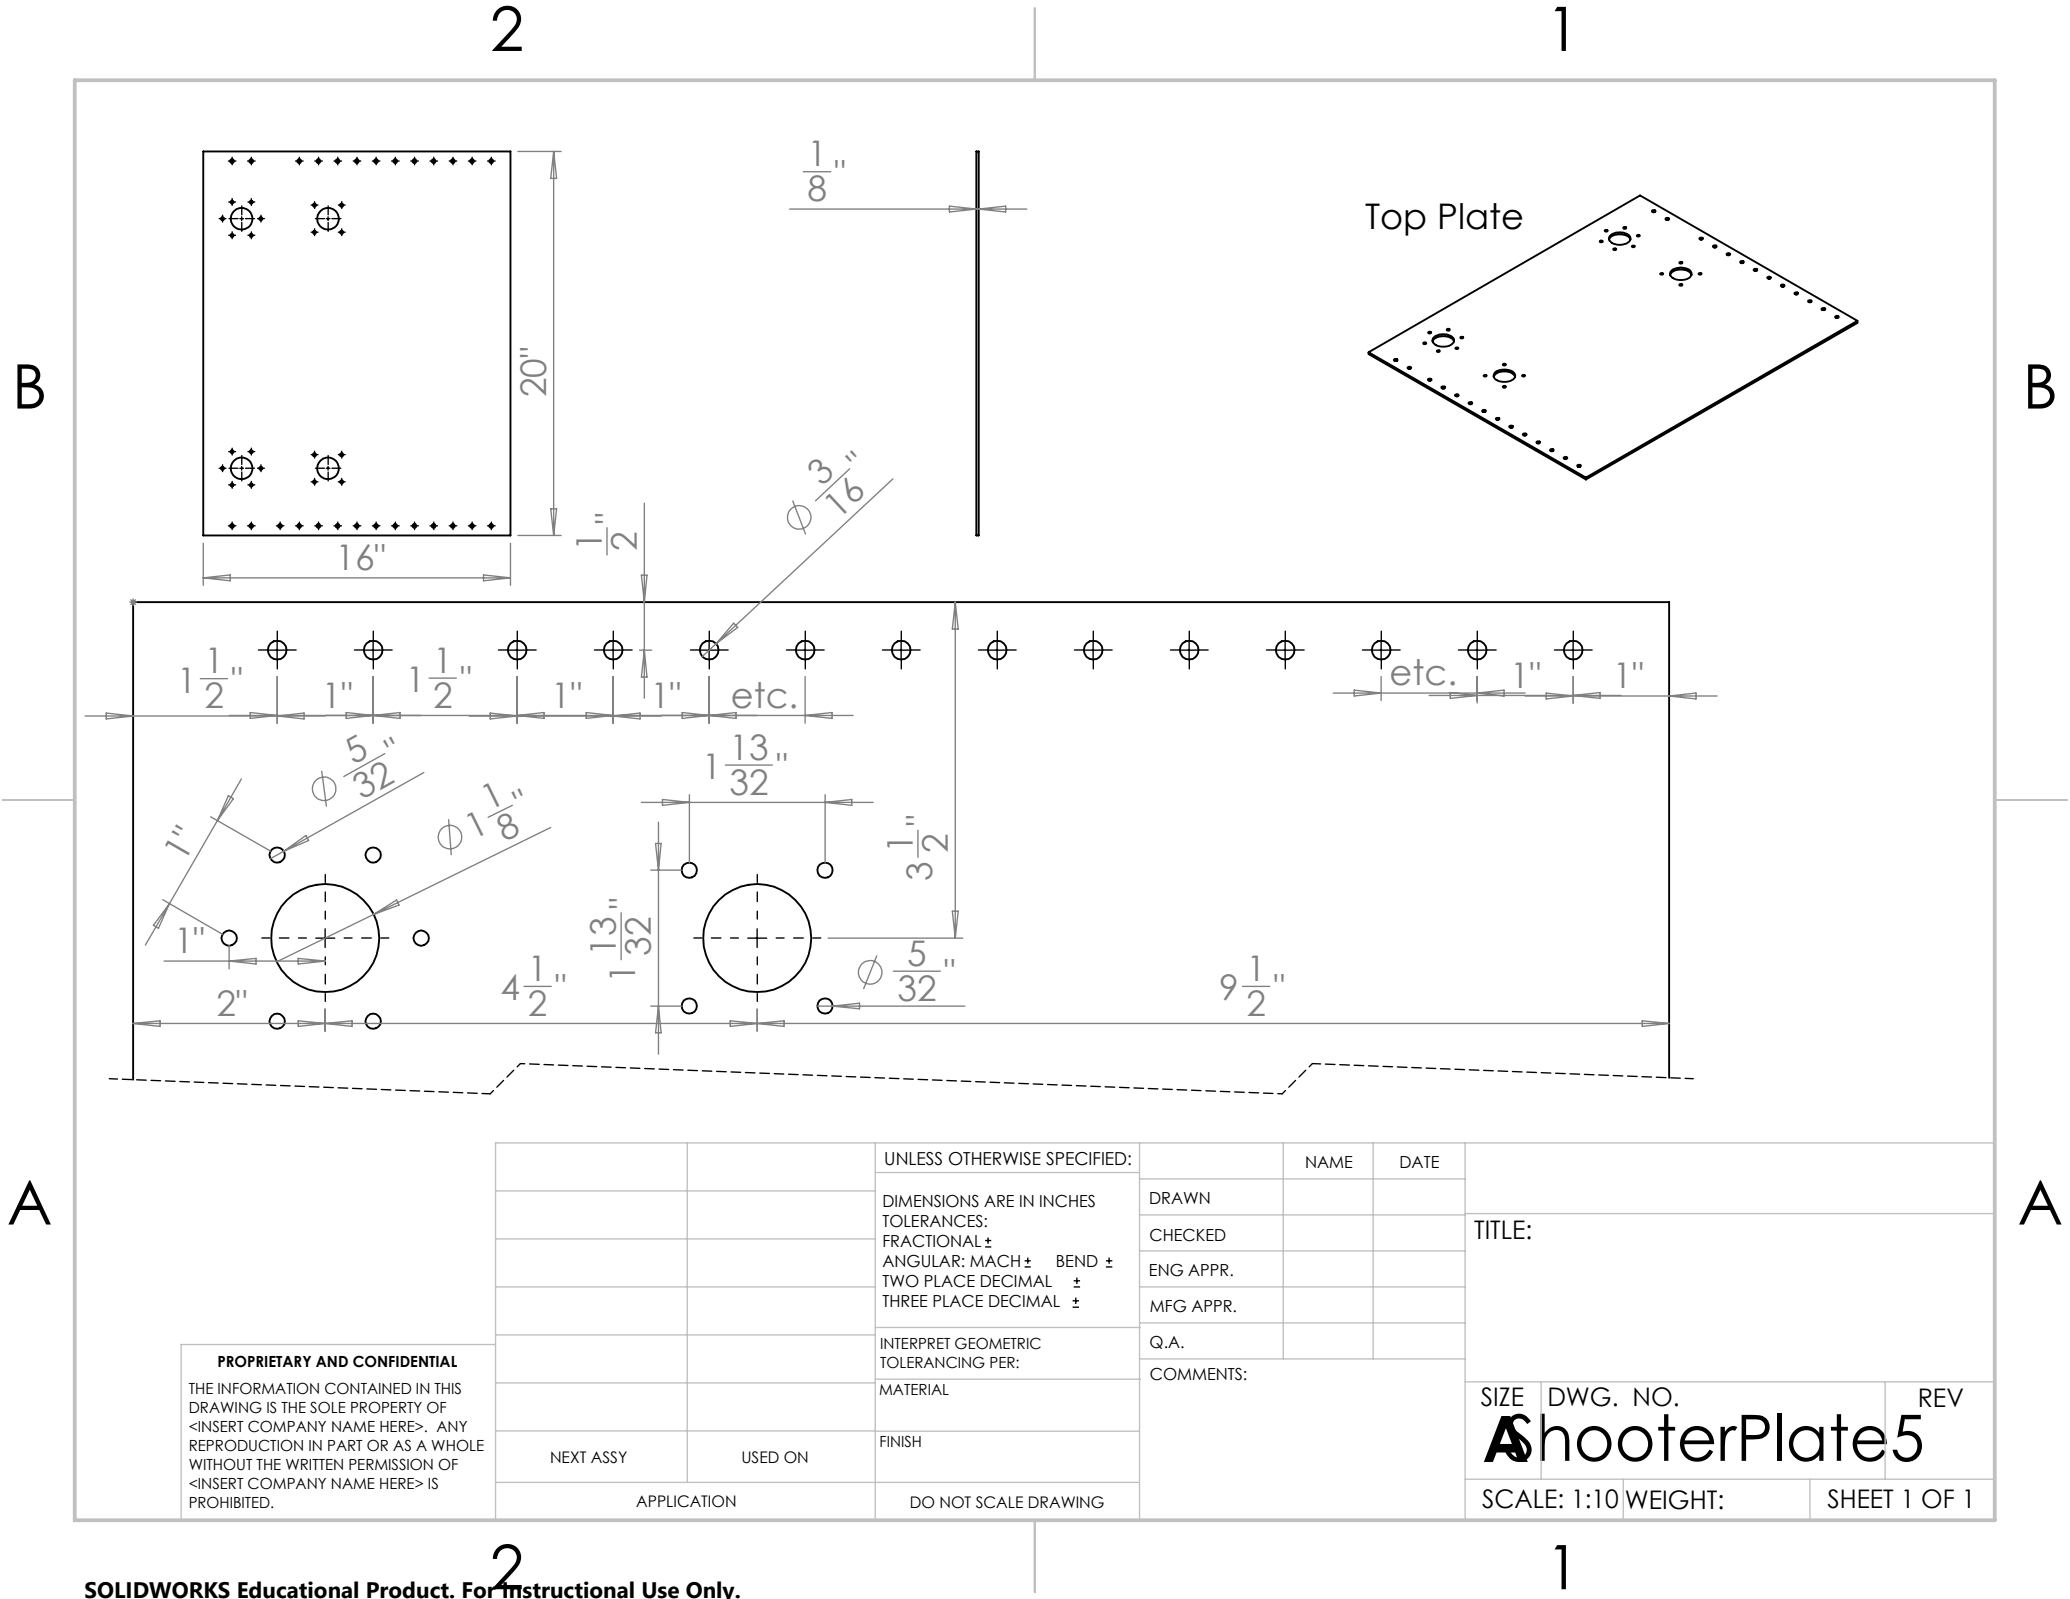 2 1
B B
A A
Top Plate
1/8"
20"
16"
1/2"
⌀ 3/16"
1 1/2" 1" 1 1/2" 1" 1" etc. etc. 1" 1"
⌀ 5/32"
1 13/32"
⌀1 1/8"
1"
3 1/2"
1"
1 13/32"
⌀ 5/32"
2" 4 1/2" 9 1/2"
UNLESS OTHERWISE SPECIFIED:
DIMENSIONS ARE IN INCHES
TOLERANCES:
FRACTIONAL ±
ANGULAR: MACH ± BEND ±
TWO PLACE DECIMAL ±
THREE PLACE DECIMAL ±
INTERPRET GEOMETRIC
TOLERANCING PER:
MATERIAL
FINISH
DO NOT SCALE DRAWING
NAME DATE
DRAWN
CHECKED
ENG APPR.
MFG APPR.
Q.A.
COMMENTS:
TITLE:
SIZE DWG. NO. REV
A ShooterPlate5
SCALE: 1:10 WEIGHT: SHEET 1 OF 1
PROPRIETARY AND CONFIDENTIAL
THE INFORMATION CONTAINED IN THIS
DRAWING IS THE SOLE PROPERTY OF
<INSERT COMPANY NAME HERE>. ANY
REPRODUCTION IN PART OR AS A WHOLE
WITHOUT THE WRITTEN PERMISSION OF
<INSERT COMPANY NAME HERE> IS
PROHIBITED.
NEXT ASSY USED ON
APPLICATION
2 1
SOLIDWORKS Educational Product. For Instructional Use Only.